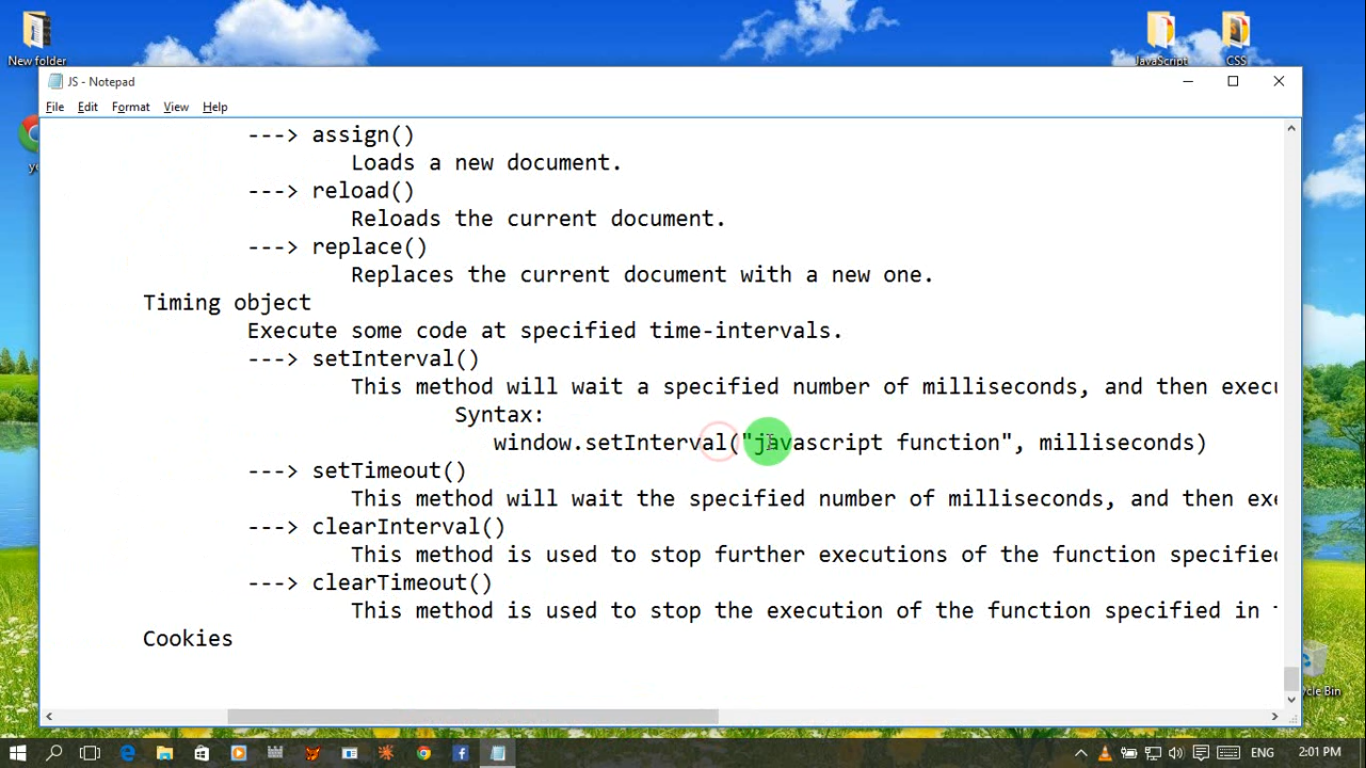 New folder
JavaScript
CSS
JS - Notepad
File Edit Format View Help
---> assign()
Loads a new document.
---> reload()
Reloads the current document.
---> replace()
Replaces the current document with a new one.
Timing object
Execute some code at specified time-intervals.
---> setInterval()
This method will wait a specified number of milliseconds, and then execu
Syntax:
window.setInterval("javascript function", milliseconds)
---> setTimeout()
This method will wait the specified number of milliseconds, and then exe
---> clearInterval()
This method is used to stop further executions of the function specified
---> clearTimeout()
This method is used to stop the execution of the function specified in
Cookies
cle Bin
ENG 2:01 PM